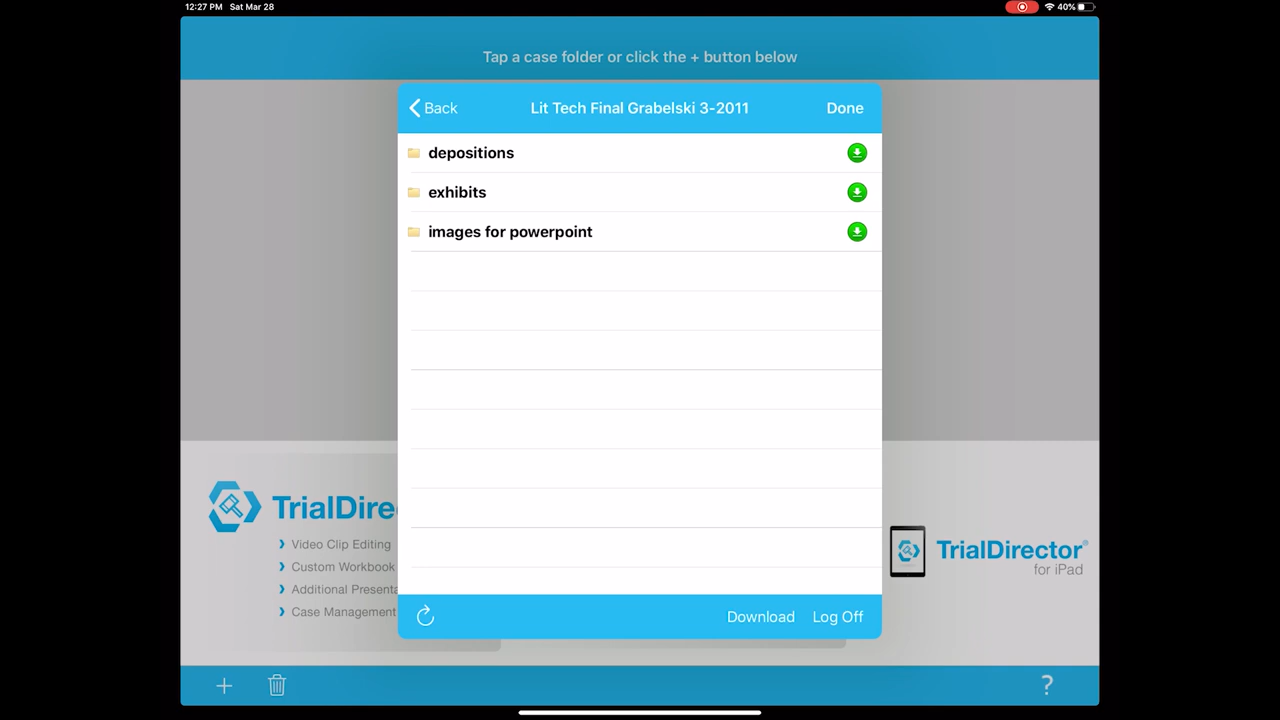 12:27 PM Sat Mar 28
40%
Tap a case folder or click the + button below
Back
Lit Tech Final Grabelski 3-2011
Done
depositions
exhibits
images for powerpoint
TrialDire
Video Clip Editing
Custom Workbook
Additional Presenta
Case Management
TrialDirector®
for iPad
Download
Log Off
?